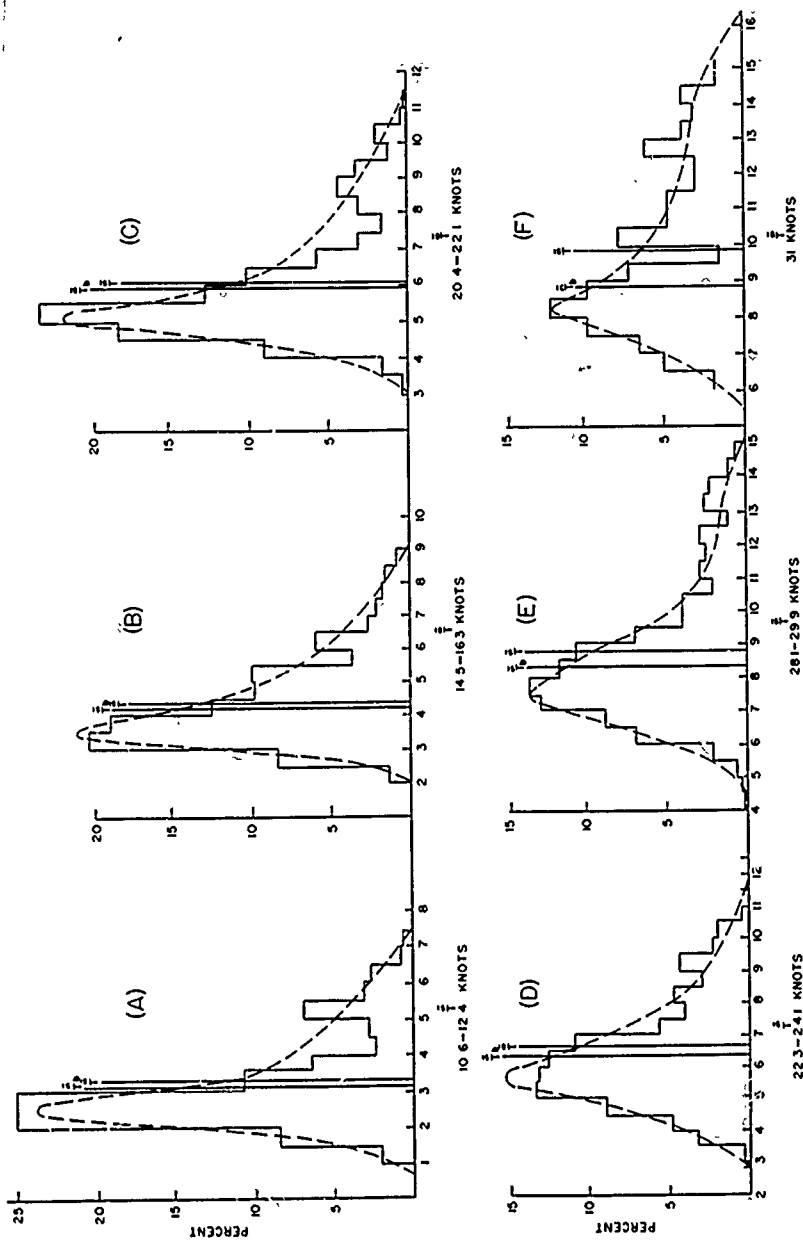 (A)
25
20
15
10
5
PERCENT
1 2 3 4 5 6 7 8
10 6-12 4 KNOTS
(B)
20
15
10
5
2 3 4 5 6 7 8 9 10
14 5-16 3 KNOTS
(C)
20
15
10
5
3 4 5 6 7 8 9 10 11 12
20 4-22 1 KNOTS
(D)
15
10
5
PERCENT
2 3 4 5 6 7 8 9 10 11 12
22 3-24 1 KNOTS
(E)
15
10
5
4 5 6 7 8 9 10 11 12 13 14 15
28 1-29 9 KNOTS
(F)
15
10
5
6 7 8 9 10 11 12 13 14 15 16
31 KNOTS